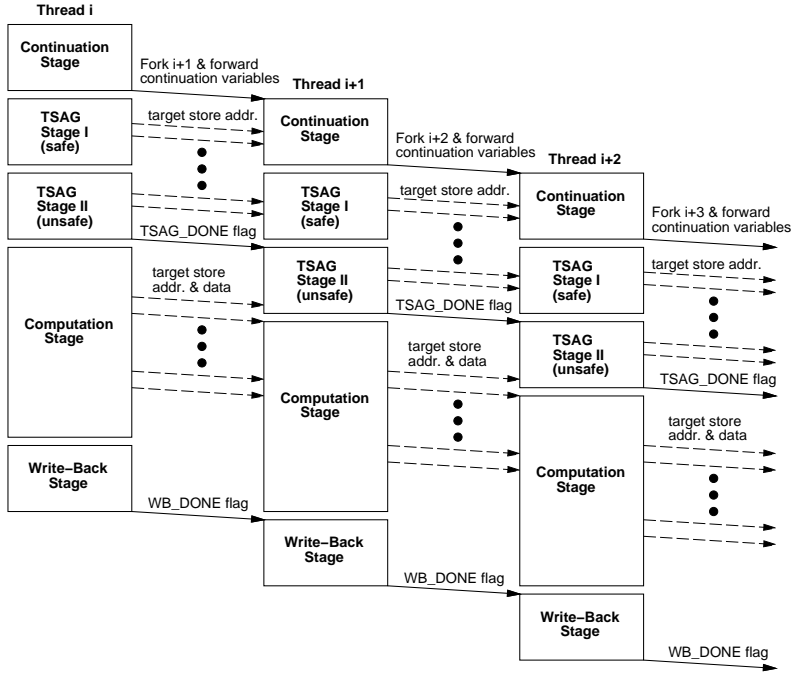 Thread i
Continuation
Stage
Fork i+1 & forward
continuation variables
TSAG
Stage I
(safe)
target store addr.
TSAG
Stage II
(unsafe)
TSAG_DONE flag
Computation
Stage
target store
addr. & data
Write–Back
Stage
WB_DONE flag
Thread i+1
Continuation
Stage
Fork i+2 & forward
continuation variables
TSAG
Stage I
(safe)
target store addr.
TSAG
Stage II
(unsafe)
TSAG_DONE flag
Computation
Stage
target store
addr. & data
Write–Back
Stage
WB_DONE flag
Thread i+2
Continuation
Stage
Fork i+3 & forward
continuation variables
TSAG
Stage I
(safe)
target store addr.
TSAG
Stage II
(unsafe)
TSAG_DONE flag
Computation
Stage
target store
addr. & data
Write–Back
Stage
WB_DONE flag